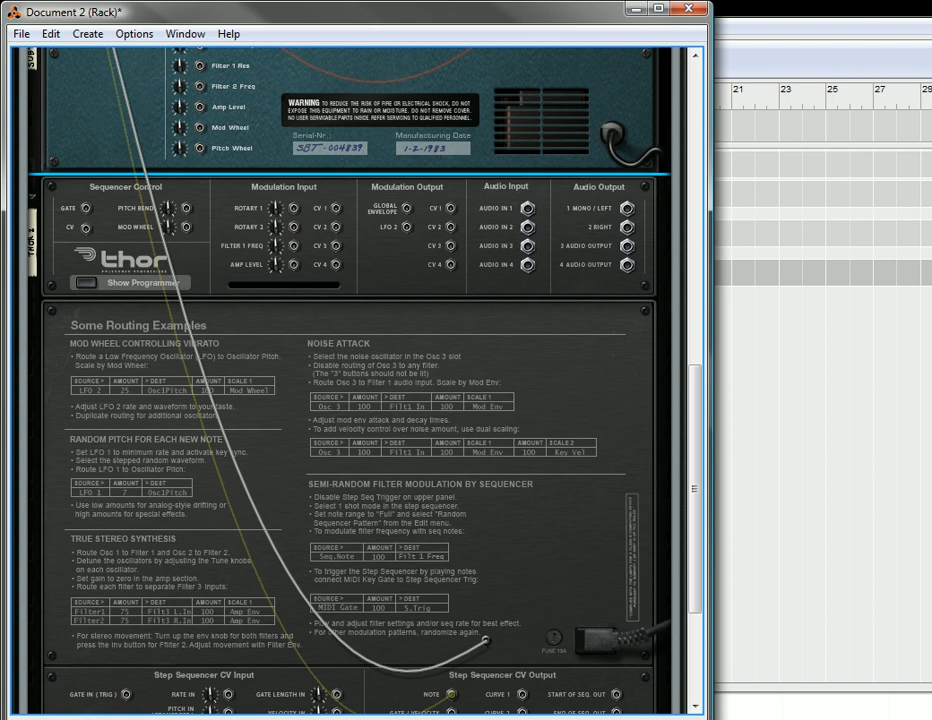 Document 2 (Rack)*
File Edit Create Options Window Help
21 23 25 27 29
Filter 1 Res
Filter 2 Freq
Amp Level
Mod Wheel
Pitch Wheel
WARNING TO REDUCE THE RISK OF FIRE OR ELECTRICAL SHOCK, DO NOT
EXPOSE THIS EQUIPMENT TO RAIN OR MOISTURE. DO NOT REMOVE COVER.
NO USER SERVICABLE PARTS INSIDE. REFER SERVICING TO QUALIFIED PERSONNEL.
Serial-Nr.: Manufacturing Date
SBT-004839 1-2-1983
Sequencer Control Modulation Input Modulation Output Audio Input Audio Output
GATE PITCH BEND ROTARY 1 CV 1 GLOBAL ENVELOPE CV 1 AUDIO IN 1 1 MONO / LEFT
CV MOD WHEEL ROTARY 2 CV 2 LFO 2 CV 2 AUDIO IN 2 2 RIGHT
FILTER 1 FREQ CV 3 CV 3 AUDIO IN 3 3 AUDIO OUTPUT
AMP LEVEL CV 4 CV 4 AUDIO IN 4 4 AUDIO OUTPUT
thor
POLYSONIC SYNTHESIZER
Show Programmer
Some Routing Examples
MOD WHEEL CONTROLLING VIBRATO
• Route a Low Frequency Oscillator (LFO) to Oscillator Pitch.
Scale by Mod Wheel:
SOURCE > AMOUNT > DEST SCALE 1
LFO 2 25 Osc1Pitch 100 Mod Wheel
• Adjust LFO 2 rate and waveform to your taste.
• Duplicate routing for additional oscillators.
RANDOM PITCH FOR EACH NEW NOTE
• Set LFO 1 to minimum rate and activate key sync.
• Select the stepped random waveform.
• Route LFO 1 to Oscillator Pitch:
SOURCE > AMOUNT > DEST
LFO 1 7 Osc1Pitch
• Use low amounts for analog-style drifting or
high amounts for special effects.
TRUE STEREO SYNTHESIS
• Route Osc 1 to Filter 1 and Osc 2 to Filter 2.
• Detune the oscillators by adjusting the Tune knobs
on each oscillator.
• Set gain to zero in the amp section.
• Route each filter to separate Filter 3 Inputs:
SOURCE > AMOUNT > DEST AMOUNT SCALE 1
Filter1 75 Filt3 L.In 100 Amp Env
Filter2 75 Filt3 R.In 100 Amp Env
• For stereo movement: Turn up the env knob for both filters and
press the Inv button for Ffilter 2. Adjust movement with Filter Env.
NOISE ATTACK
• Select the noise oscillator in the Osc 3 slot
• Disable routing of Osc 3 to any filter.
(The "3" buttons should not be lit)
• Route Osc 3 to Filter 1 audio input. Scale by Mod Env:
SOURCE > AMOUNT > DEST AMOUNT SCALE 1
Osc 3 100 Filt1 In 100 Mod Env
• Adjust mod env attack and decay times.
• To add velocity control over noise amount, use dual scaling:
SOURCE > AMOUNT > DEST AMOUNT SCALE 1 AMOUNT SCALE 2
Osc 3 100 Filt1 In 100 Mod Env 100 Key Vel
SEMI-RANDOM FILTER MODULATION BY SEQUENCER
• Disable Step Seq Trigger on upper panel.
• Select 1 shot mode in the step sequencer.
• Set note range to "Full" and select "Random
Sequencer Pattern" from the Edit menu.
• To modulate filter frequency with seq notes:
SOURCE > AMOUNT > DEST
Seq.Note 100 Filt 1 Freq
• To trigger the Step Sequencer by playing notes
connect MIDI Key Gate to Step Sequencer Trig:
SOURCE > AMOUNT > DEST
MIDI Gate 100 S.Trig
• Play and adjust filter settings and/or seq rate for best effect.
• For other modulation patterns, randomize again.
FUSE 15A
Step Sequencer CV Input Step Sequencer CV Output
GATE IN ( TRIG ) RATE IN GATE LENGTH IN NOTE CURVE 1 START OF SEQ. OUT
PITCH IN VELOCITY IN GATE / VELOCITY CURVE 2 END OF SEQ. OUT